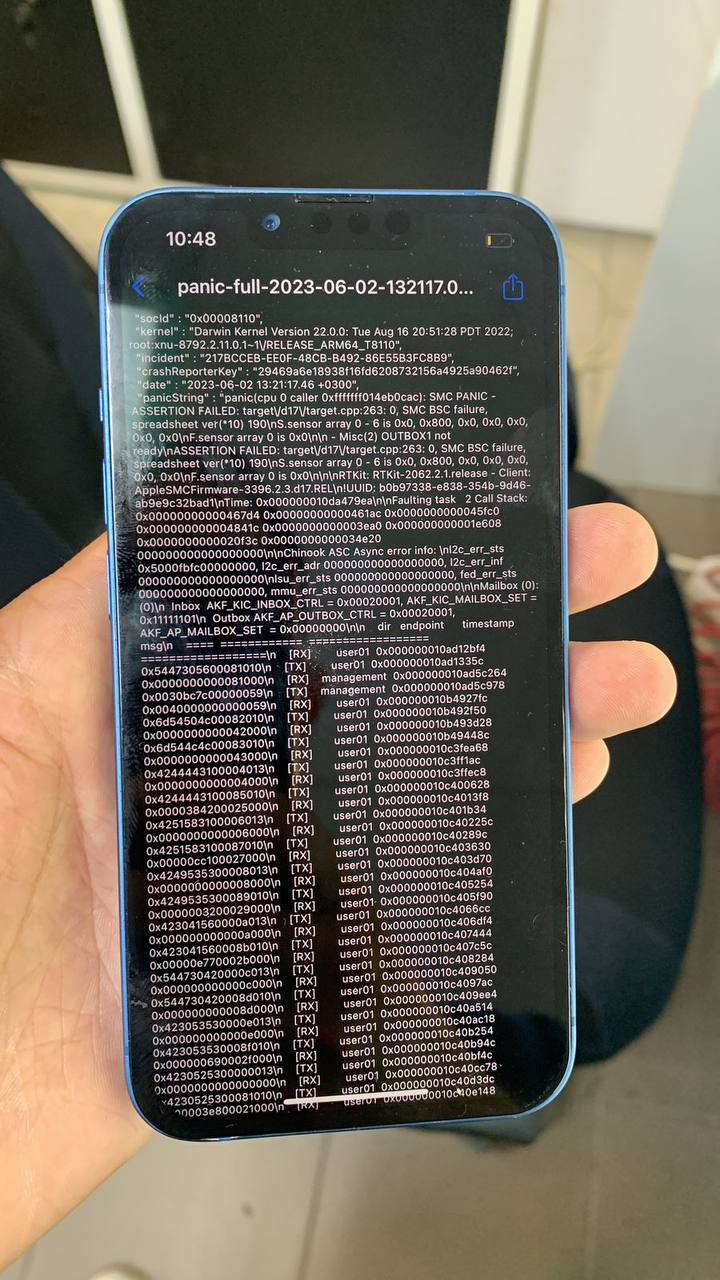 10:48
panic-full-2023-06-02-132117.0...
"socId" : "0x00008110",
"kernel" : "Darwin Kernel Version 22.0.0: Tue Aug 16 20:51:28 PDT 2022;
root:xnu-8792.2.11.0.1~1\/RELEASE_ARM64_T8110",
"incident" : "217BCCEB-EE0F-48CB-B492-86E55B3FC8B9",
"crashReporterKey" : "29469a6e18938f16fd6208732156a4925a90462f",
"date" : "2023-06-02 13:21:17.46 +0300",
"panicString" : "panic(cpu 0 caller 0xfffffff014eb0cac): SMC PANIC -
ASSERTION FAILED: target\/d17\/target.cpp:263: 0, SMC BSC failure,
spreadsheet ver(*10) 190\nS.sensor array 0 - 6 is 0x0, 0x800, 0x0, 0x0, 0x0,
0x0, 0x0\nF.sensor array 0 is 0x0\n\n - Misc(2) OUTBOX1 not
ready\nASSERTION FAILED: target\/d17\/target.cpp:263: 0, SMC BSC failure,
spreadsheet ver(*10) 190\nS.sensor array 0 - 6 is 0x0, 0x800, 0x0, 0x0, 0x0,
0x0, 0x0\nF.sensor array 0 is 0x0\n\n\nRTKit: RTKit-2062.2.1.release - Client:
AppleSMCFirmware-3396.2.3.d17.REL\n!UUID: b0b97338-e838-354b-9d46-
ab9e9c32bad1\nTime: 0x000000010da479ea\n\nFaulting task 2 Call Stack:
0x00000000000467d4 0x00000000000461ac 0x0000000000045fc0
0x000000000004841c 0x0000000000003ea0 0x000000000001e608
0x0000000000020f3c 0x0000000000034e20
0000000000000000\n\nChinook ASC Async error info: \nl2c_err_sts
0x5000fbfc00000000, l2c_err_adr 0000000000000000, l2c_err_inf
0000000000000000\nlsu_err_sts 0000000000000000, fed_err_sts
0000000000000000, mmu_err_sts 0000000000000000\n\nMailbox (0):
(0)\n Inbox AKF_KIC_INBOX_CTRL = 0x00020001, AKF_KIC_MAILBOX_SET =
0x11111101\n Outbox AKF_AP_OUTBOX_CTRL = 0x00020001,
AKF_AP_MAILBOX_SET = 0x00000000\n\n dir endpoint timestamp
msg\n ==== =========== ==================
==================\n [RX] user01 0x000000010ad12bf4
0x5447305600081010\n [TX] user01 0x000000010ad1335c
0x0000000000081000\n [RX] management 0x000000010ad5c264
0x0030bc7c00000059\n [TX] management 0x000000010ad5c978
0x0040000000000059\n [RX] user01 0x000000010b4927fc
0x6d54504c00082010\n [TX] user01 0x000000010b492f50
0x0000000000042000\n [RX] user01 0x000000010b493d28
0x6d544c4c00083010\n [TX] user01 0x000000010b49448c
0x0000000000043000\n [RX] user01 0x000000010c3fea68
0x4244443100004013\n [TX] user01 0x000000010c3ff1ac
0x0000000000004000\n [RX] user01 0x000000010c3ffec8
0x4244443100085010\n [TX] user01 0x000000010c400628
0x0000384200025000\n [RX] user01 0x000000010c4013f8
0x4251583100006013\n [TX] user01 0x000000010c401b34
0x0000000000006000\n [RX] user01 0x000000010c40225c
0x4251583100087010\n [TX] user01 0x000000010c40289c
0x00000cc100027000\n [RX] user01 0x000000010c403630
0x4249535300008013\n [TX] user01 0x000000010c403d70
0x0000000000008000\n [RX] user01 0x000000010c404af0
0x4249535300089010\n [TX] user01 0x000000010c405254
0x0000003200029000\n [RX] user01 0x000000010c405f90
0x423041560000a013\n [TX] user01 0x000000010c4066cc
0x000000000000a000\n [RX] user01 0x000000010c406df4
0x423041560008b010\n [TX] user01 0x000000010c407444
0x00000e770002b000\n [RX] user01 0x000000010c407c5c
0x544730420000c013\n [TX] user01 0x000000010c408284
0x000000000000c000\n [RX] user01 0x000000010c409050
0x544730420008d010\n [TX] user01 0x000000010c4097ac
0x000000000008d000\n [RX] user01 0x000000010c409ee4
0x423053530000e013\n [TX] user01 0x000000010c40a514
0x000000000000e000\n [RX] user01 0x000000010c40ac18
0x423053530008f010\n [TX] user01 0x000000010c40b254
0x000000690002f000\n [RX] user01 0x000000010c40b94c
0x4230525300000013\n [TX] user01 0x000000010c40bf4c
0x0000000000000000\n [RX] user01 0x000000010c40cc78
0x4230525300081010\n [TX] user01 0x000000010c40d3dc
00003e800021000\n [RX] user01